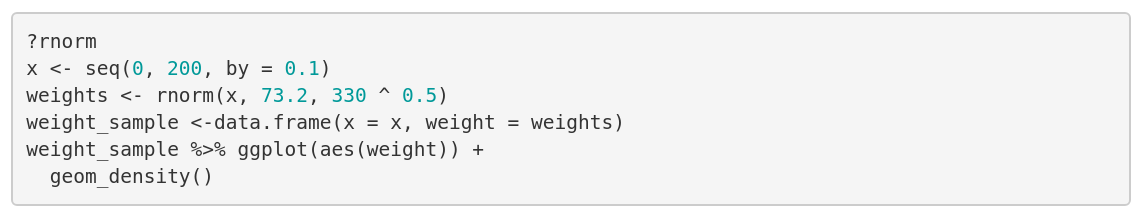 ?rnorm
x <- seq(0, 200, by = 0.1)
weights <- rnorm(x, 73.2, 330 ^ 0.5)
weight_sample <-data.frame(x = x, weight = weights)
weight_sample %>% ggplot(aes(weight)) +
  geom_density()